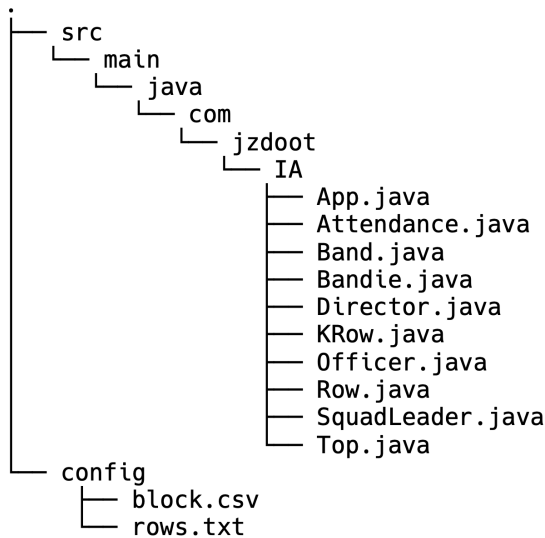 .
src
main
java
com
jzdoot
IA
App.java
Attendance.java
Band.java
Bandie.java
Director.java
KRow.java
Officer.java
Row.java
SquadLeader.java
Top.java
config
block.csv
rows.txt